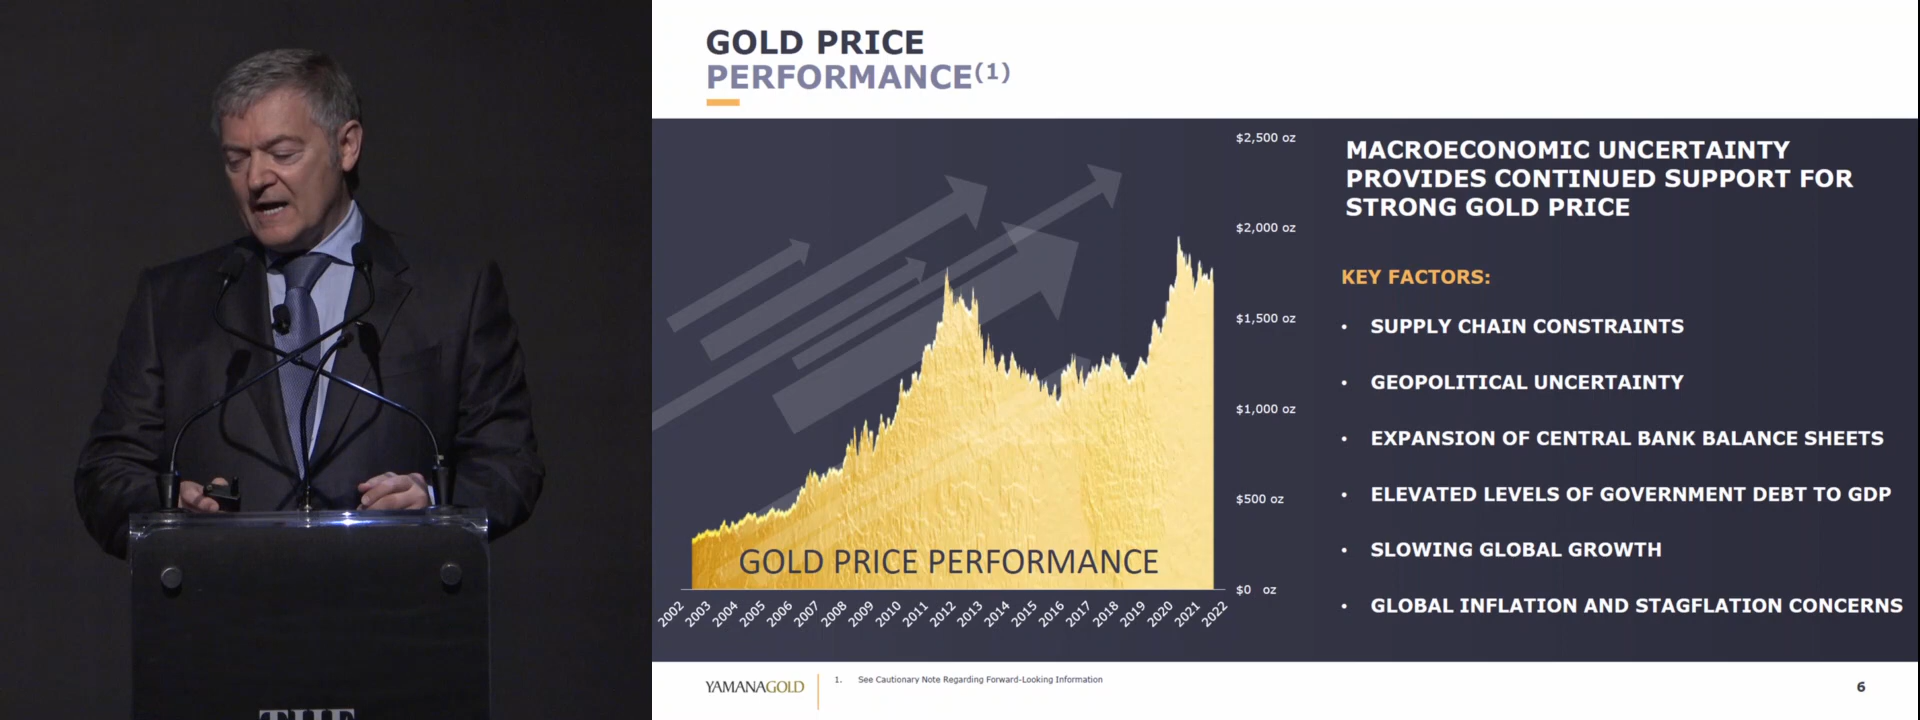 GOLD PRICE
PERFORMANCE(1)
$2,500 oz
$2,000 oz
$1,500 oz
$1,000 oz
$500 oz
$0 oz
GOLD PRICE PERFORMANCE
2002 2003 2004 2005 2006 2007 2008 2009 2010 2011 2012 2013 2014 2015 2016 2017 2018 2019 2020 2021 2022
MACROECONOMIC UNCERTAINTY
PROVIDES CONTINUED SUPPORT FOR
STRONG GOLD PRICE
KEY FACTORS:
• SUPPLY CHAIN CONSTRAINTS
• GEOPOLITICAL UNCERTAINTY
• EXPANSION OF CENTRAL BANK BALANCE SHEETS
• ELEVATED LEVELS OF GOVERNMENT DEBT TO GDP
• SLOWING GLOBAL GROWTH
• GLOBAL INFLATION AND STAGFLATION CONCERNS
YAMANAGOLD
1. See Cautionary Note Regarding Forward-Looking Information
6
THE